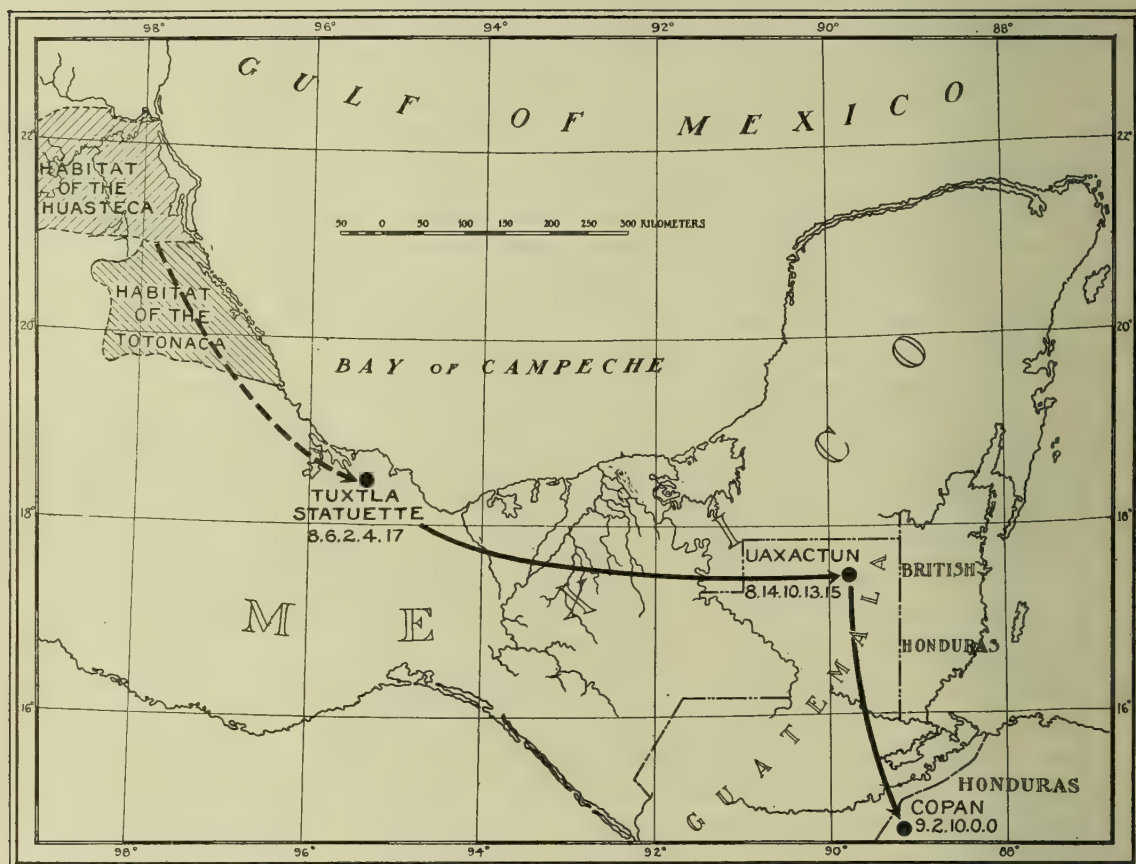 98° 96° 94° 92° 90° 88°
GULF OF MEXICO
22° 22°
HABITAT
OF THE
HUASTECA
50 0 50 100 150 200 250 300 KILOMETERS
HABITAT
OF THE
TOTONACA
20° 20°
BAY OF CAMPECHE
TUXTLA
STATUETTE
8.6.2.4.17
18° 18°
UAXACTUN
8.14.10.13.15
BRITISH
HONDURAS
MEXICO
GUATEMALA
16° 16°
HONDURAS
COPAN
9.2.10.0.0
98° 96° 94° 92° 90° 88°